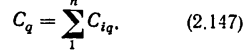 C_q = \sum_{1}^{n} C_{iq}. (2.147)